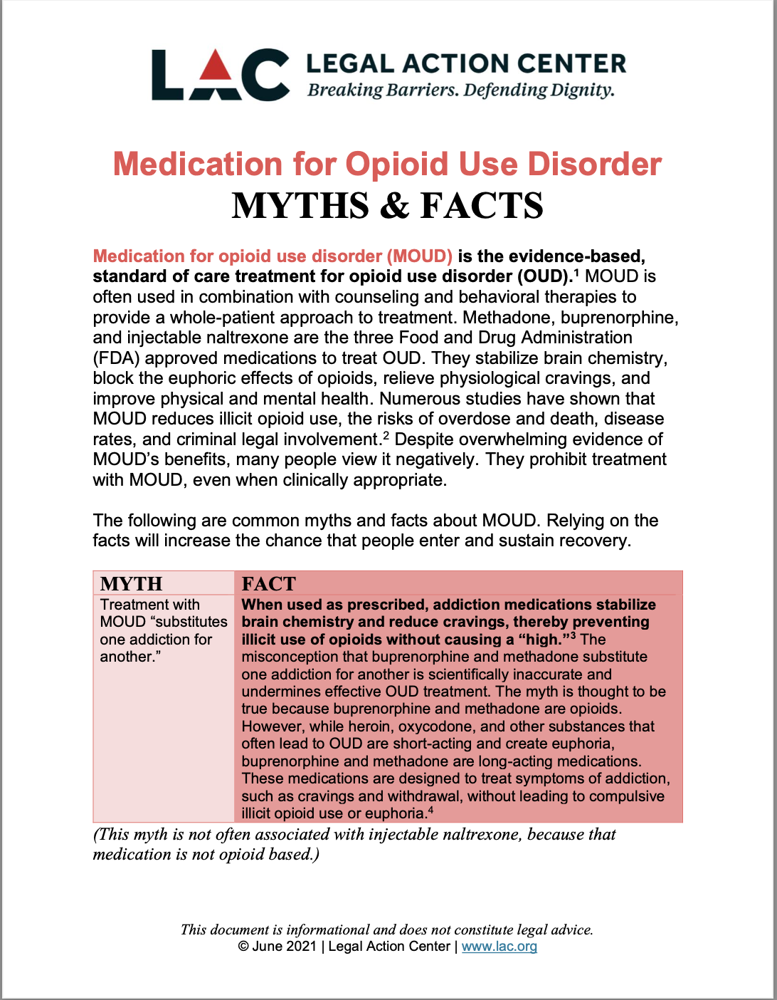 LAC LEGAL ACTION CENTER
Breaking Barriers. Defending Dignity.
Medication for Opioid Use Disorder
MYTHS & FACTS
Medication for opioid use disorder (MOUD) is the evidence-based,
standard of care treatment for opioid use disorder (OUD).¹ MOUD is
often used in combination with counseling and behavioral therapies to
provide a whole-patient approach to treatment. Methadone, buprenorphine,
and injectable naltrexone are the three Food and Drug Administration
(FDA) approved medications to treat OUD. They stabilize brain chemistry,
block the euphoric effects of opioids, relieve physiological cravings, and
improve physical and mental health. Numerous studies have shown that
MOUD reduces illicit opioid use, the risks of overdose and death, disease
rates, and criminal legal involvement.² Despite overwhelming evidence of
MOUD’s benefits, many people view it negatively. They prohibit treatment
with MOUD, even when clinically appropriate.
The following are common myths and facts about MOUD. Relying on the
facts will increase the chance that people enter and sustain recovery.
MYTH
Treatment with
MOUD “substitutes
one addiction for
another.”
FACT
When used as prescribed, addiction medications stabilize
brain chemistry and reduce cravings, thereby preventing
illicit use of opioids without causing a “high.”³ The
misconception that buprenorphine and methadone substitute
one addiction for another is scientifically inaccurate and
undermines effective OUD treatment. The myth is thought to be
true because buprenorphine and methadone are opioids.
However, while heroin, oxycodone, and other substances that
often lead to OUD are short-acting and create euphoria,
buprenorphine and methadone are long-acting medications.
These medications are designed to treat symptoms of addiction,
such as cravings and withdrawal, without leading to compulsive
illicit opioid use or euphoria.⁴
(This myth is not often associated with injectable naltrexone, because that
medication is not opioid based.)
This document is informational and does not constitute legal advice.
© June 2021 | Legal Action Center | www.lac.org